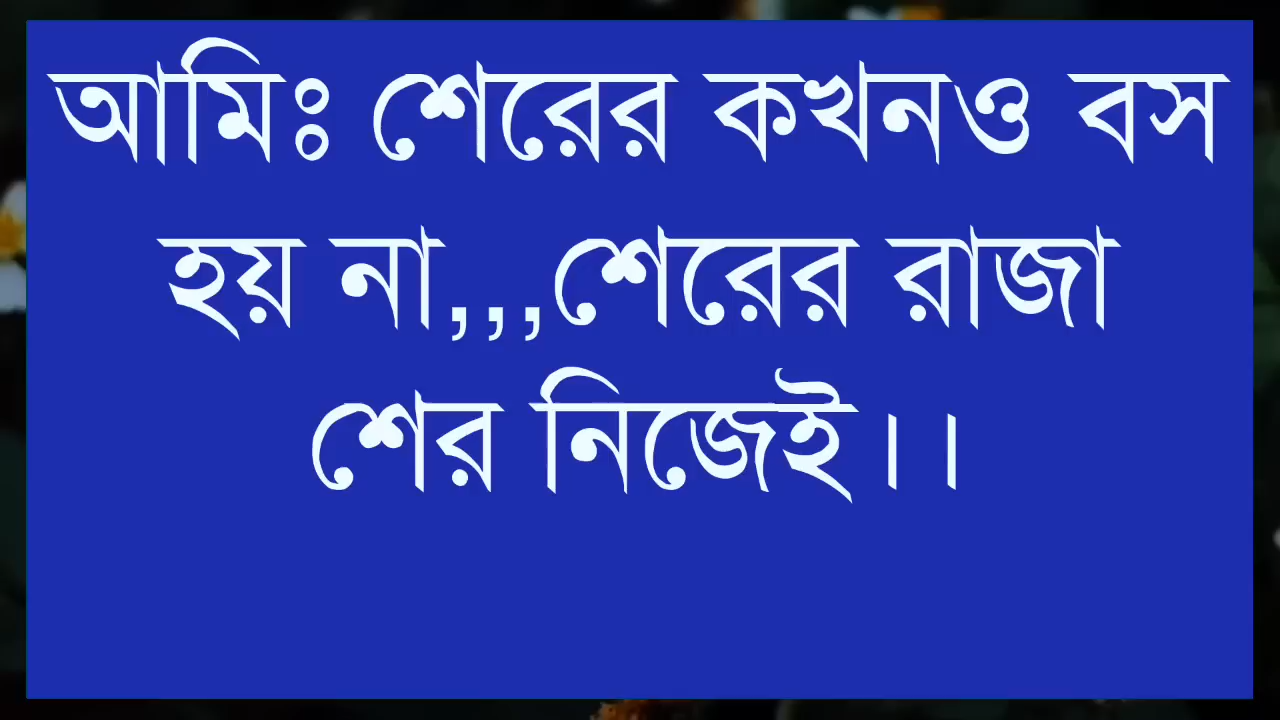 আমিঃ শেরের কখনও বস
হয় না,,,শেরের রাজা
শের নিজেই।।